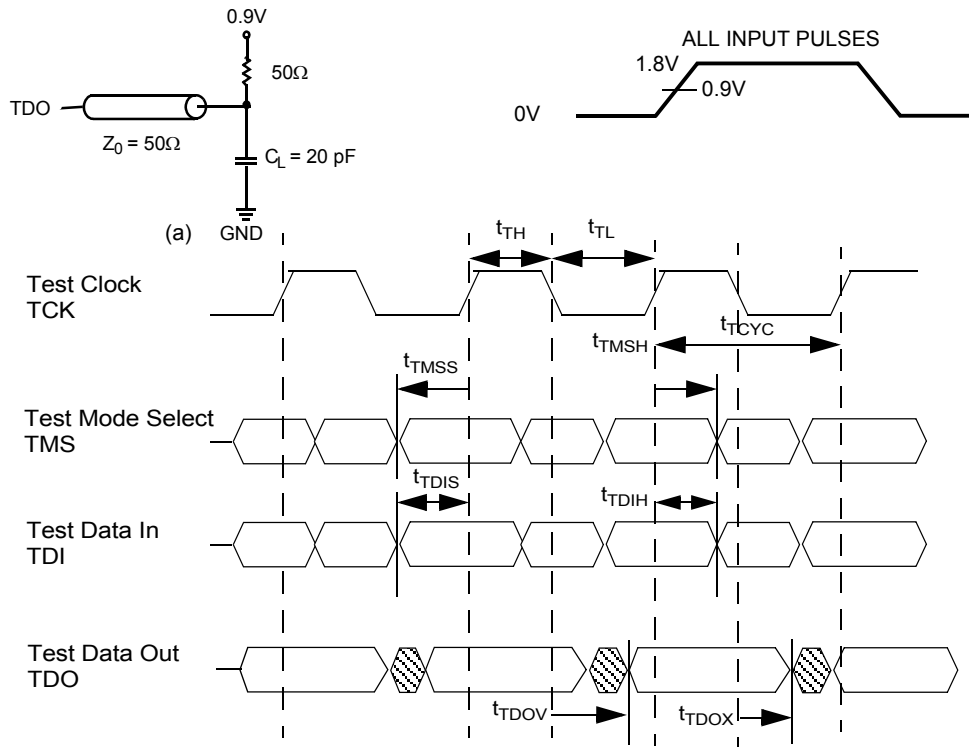 0.9V
50Ω
TDO
Z0 = 50Ω
CL = 20 pF
(a) GND
ALL INPUT PULSES
1.8V
0.9V
0V
tTH
tTL
Test Clock
TCK
tTCYC
tTMSH
tTMSS
Test Mode Select
TMS
tTDIS
tTDIH
Test Data In
TDI
Test Data Out
TDO
tTDOV
tTDOX